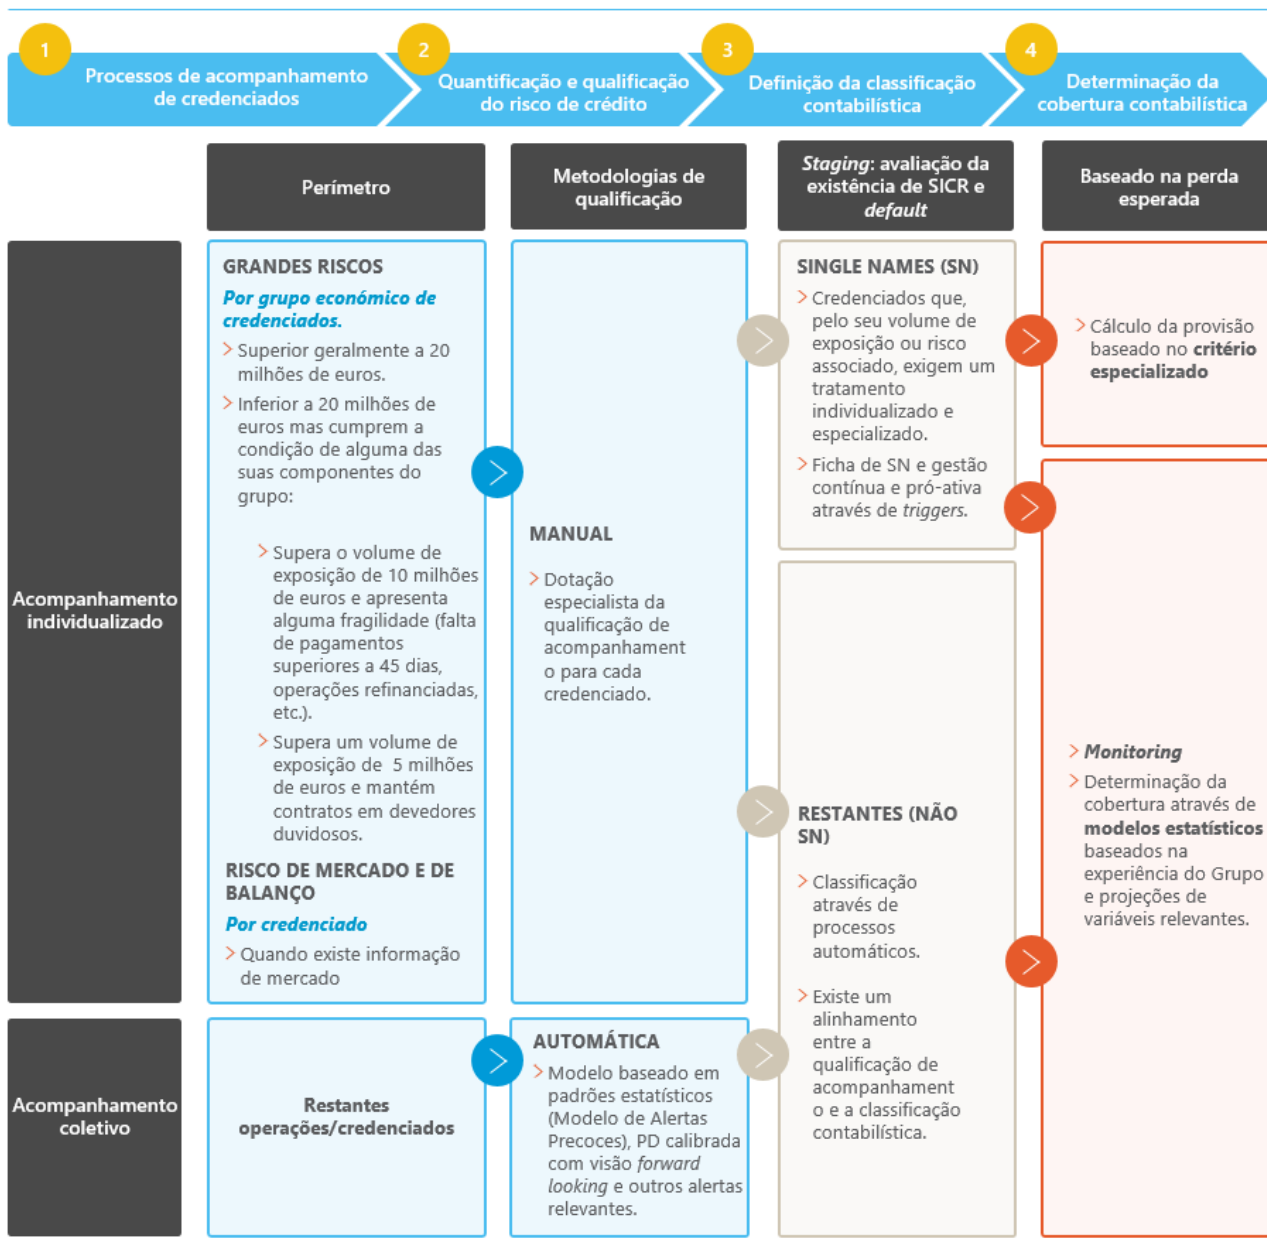 1
Processos de acompanhamento
de credenciados
2
Quantificação e qualificação
do risco de crédito
3
Definição da classificação
contabilística
4
Determinação da
cobertura contabilística
Perímetro
Metodologias de
qualificação
Staging: avaliação da
existência de SICR e
default
Baseado na perda
esperada
Acompanhamento
individualizado
GRANDES RISCOS
Por grupo económico de
credenciados.
Superior geralmente a 20
milhões de euros.
Inferior a 20 milhões de
euros mas cumprem a
condição de alguma das
suas componentes do
grupo:
Supera o volume de
exposição de 10 milhões
de euros e apresenta
alguma fragilidade (falta
de pagamentos
superiores a 45 dias,
operações refinanciadas,
etc.).
Supera um volume de
exposição de 5 milhões
de euros e mantém
contratos em devedores
duvidosos.
RISCO DE MERCADO E DE
BALANÇO
Por credenciado
Quando existe informação
de mercado
MANUAL
Dotação
especialista da
qualificação de
acompanhament
o para cada
credenciado.
SINGLE NAMES (SN)
Credenciados que,
pelo seu volume de
exposição ou risco
associado, exigem um
tratamento
individualizado e
especializado.
Ficha de SN e gestão
contínua e pró-ativa
através de triggers.
Cálculo da provisão
baseado no critério
especializado
RESTANTES (NÃO
SN)
Classificação
através de
processos
automáticos.
Existe um
alinhamento
entre a
qualificação de
acompanhament
o e a classificação
contabilística.
Monitoring
Determinação da
cobertura através de
modelos estatísticos
baseados na
experiência do Grupo
e projeções de
variáveis relevantes.
Acompanhamento
coletivo
Restantes
operações/credenciados
AUTOMÁTICA
Modelo baseado em
padrões estatísticos
(Modelo de Alertas
Precoces), PD calibrada
com visão forward
looking e outros alertas
relevantes.